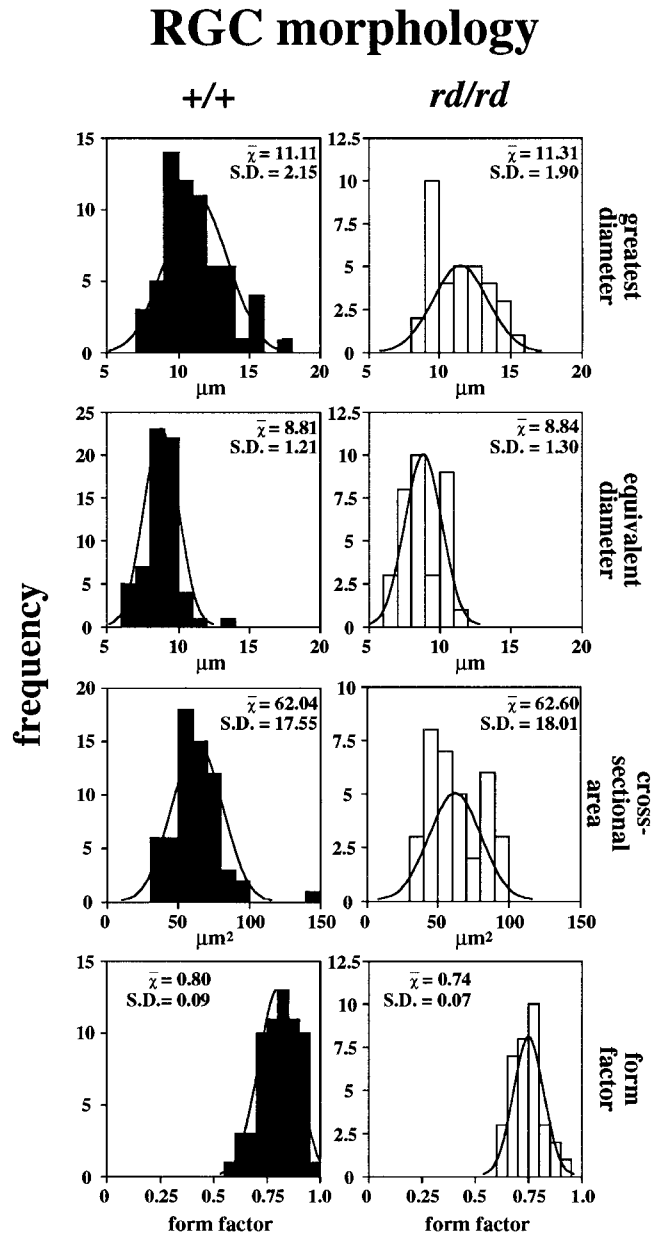 RGC morphology
+/+ rd/rd
15
10
5
0
5 10 15 20
μm
χ̄ = 11.11
S.D. = 2.15
12.5
10
7.5
5
2.5
0
5 10 15 20
μm
χ̄ = 11.31
S.D. = 1.90
greatest
diameter
25
20
15
10
5
0
5 10 15 20
μm
χ̄ = 8.81
S.D. = 1.21
12.5
10
7.5
5
2.5
0
5 10 15 20
μm
χ̄ = 8.84
S.D. = 1.30
equivalent
diameter
frequency
20
15
10
5
0
0 50 100 150
μm²
χ̄ = 62.04
S.D. = 17.55
10
7.5
5
2.5
0
0 50 100 150
μm²
χ̄ = 62.60
S.D. = 18.01
cross-
sectional
area
15
10
5
0
0 0.25 0.5 0.75 1.0
form factor
χ̄ = 0.80
S.D.= 0.09
12.5
10
7.5
5
2.5
0
0 0.25 0.5 0.75 1.0
form factor
χ̄ = 0.74
S.D. = 0.07
form
factor